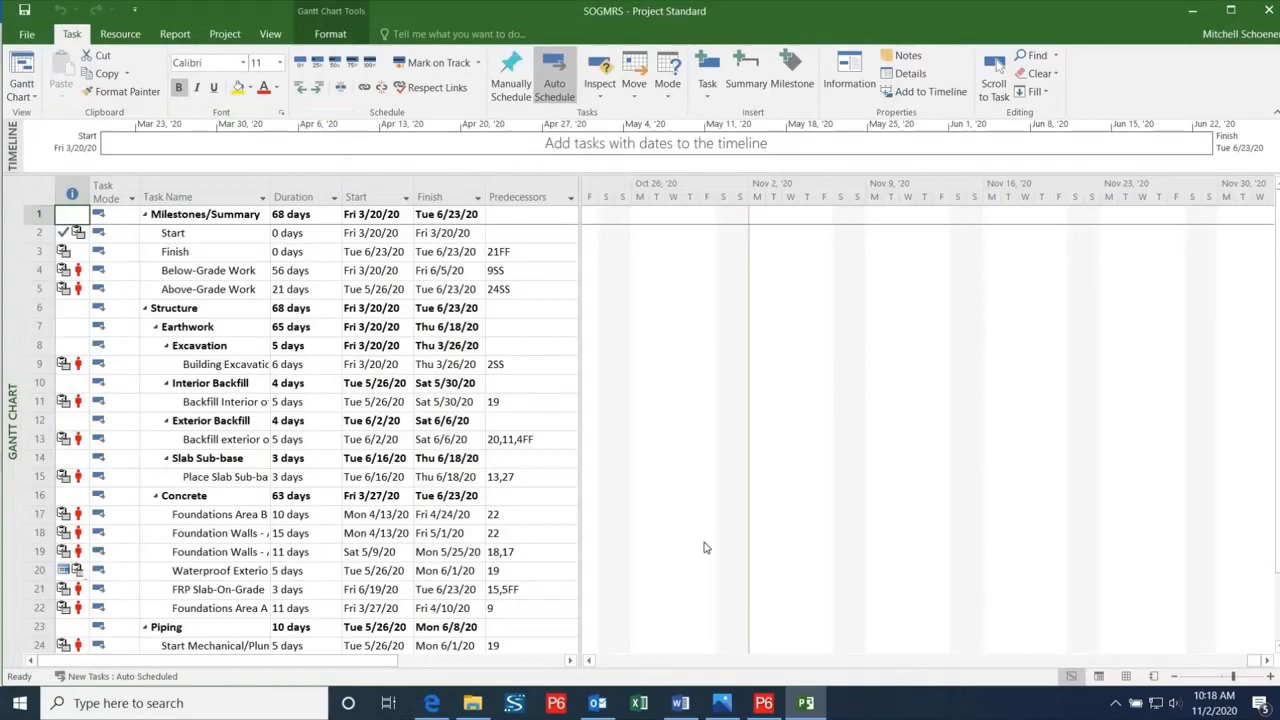 Gantt Chart Tools
SOGMRS - Project Standard
File Task Resource Report Project View Format Tell me what you want to do... Mitchell Schoener
Gantt Chart
View
Paste
Cut
Copy
Format Painter
Clipboard
Calibri 11
B I U A
Font
Mark on Track
Respect Links
Schedule
Manually Schedule
Auto Schedule
Inspect
Move
Mode
Tasks
Task
Summary
Milestone
Insert
Information
Notes
Details
Add to Timeline
Properties
Scroll to Task
Find
Clear
Fill
Editing
TIMELINE
Mar 23, '20 Mar 30, '20 Apr 6, '20 Apr 13, '20 Apr 20, '20 Apr 27, '20 May 4, '20 May 11, '20 May 18, '20 May 25, '20 Jun 1, '20 Jun 8, '20 Jun 15, '20 Jun 22, '20
Start
Fri 3/20/20
Add tasks with dates to the timeline
Finish
Tue 6/23/20
GANTT CHART
Task Mode Task Name Duration Start Finish Predecessors
Oct 26, '20 Nov 2, '20 Nov 9, '20 Nov 16, '20 Nov 23, '20 Nov 30, '20
F S S M T W T F S S M T W T F S S M T W T F S S M T W T F S S M T W T F S S M T W
1 Milestones/Summary 68 days Fri 3/20/20 Tue 6/23/20
2 Start 0 days Fri 3/20/20 Fri 3/20/20
3 Finish 0 days Tue 6/23/20 Tue 6/23/20 21FF
4 Below-Grade Work 56 days Fri 3/20/20 Fri 6/5/20 9SS
5 Above-Grade Work 21 days Tue 5/26/20 Tue 6/23/20 24SS
6 Structure 68 days Fri 3/20/20 Tue 6/23/20
7 Earthwork 65 days Fri 3/20/20 Thu 6/18/20
8 Excavation 5 days Fri 3/20/20 Thu 3/26/20
9 Building Excavatic 6 days Fri 3/20/20 Thu 3/26/20 2SS
10 Interior Backfill 4 days Tue 5/26/20 Sat 5/30/20
11 Backfill Interior o 5 days Tue 5/26/20 Sat 5/30/20 19
12 Exterior Backfill 4 days Tue 6/2/20 Sat 6/6/20
13 Backfill exterior o 5 days Tue 6/2/20 Sat 6/6/20 20,11,4FF
14 Slab Sub-base 3 days Tue 6/16/20 Thu 6/18/20
15 Place Slab Sub-ba 3 days Tue 6/16/20 Thu 6/18/20 13,27
16 Concrete 63 days Fri 3/27/20 Tue 6/23/20
17 Foundations Area B 10 days Mon 4/13/20 Fri 4/24/20 22
18 Foundation Walls - 15 days Mon 4/13/20 Fri 5/1/20 22
19 Foundation Walls - 11 days Sat 5/9/20 Mon 5/25/20 18,17
20 Waterproof Exterio 5 days Tue 5/26/20 Mon 6/1/20 19
21 FRP Slab-On-Grade 3 days Fri 6/19/20 Tue 6/23/20 15,5FF
22 Foundations Area A 11 days Fri 3/27/20 Fri 4/10/20 9
23 Piping 10 days Tue 5/26/20 Mon 6/8/20
24 Start Mechanical/Plun 5 days Tue 5/26/20 Mon 6/1/20 19
Ready New Tasks : Auto Scheduled
Type here to search
P6
P6
10:18 AM
11/2/2020
5